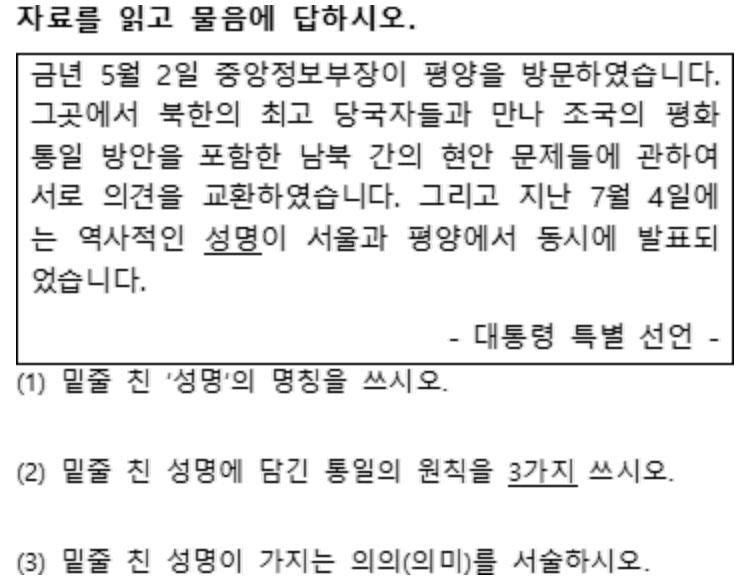 자료를 읽고 물음에 답하시오.
금년 5월 2일 중앙정보부장이 평양을 방문하였습니다.
그곳에서 북한의 최고 당국자들과 만나 조국의 평화
통일 방안을 포함한 남북 간의 현안 문제들에 관하여
서로 의견을 교환하였습니다. 그리고 지난 7월 4일에
는 역사적인 성명이 서울과 평양에서 동시에 발표되
었습니다.
- 대통령 특별 선언 -
(1) 밑줄 친 ‘성명‘의 명칭을 쓰시오.
(2) 밑줄 친 성명에 담긴 통일의 원칙을 3가지 쓰시오.
(3) 밑줄 친 성명이 가지는 의의(의미)를 서술하시오.